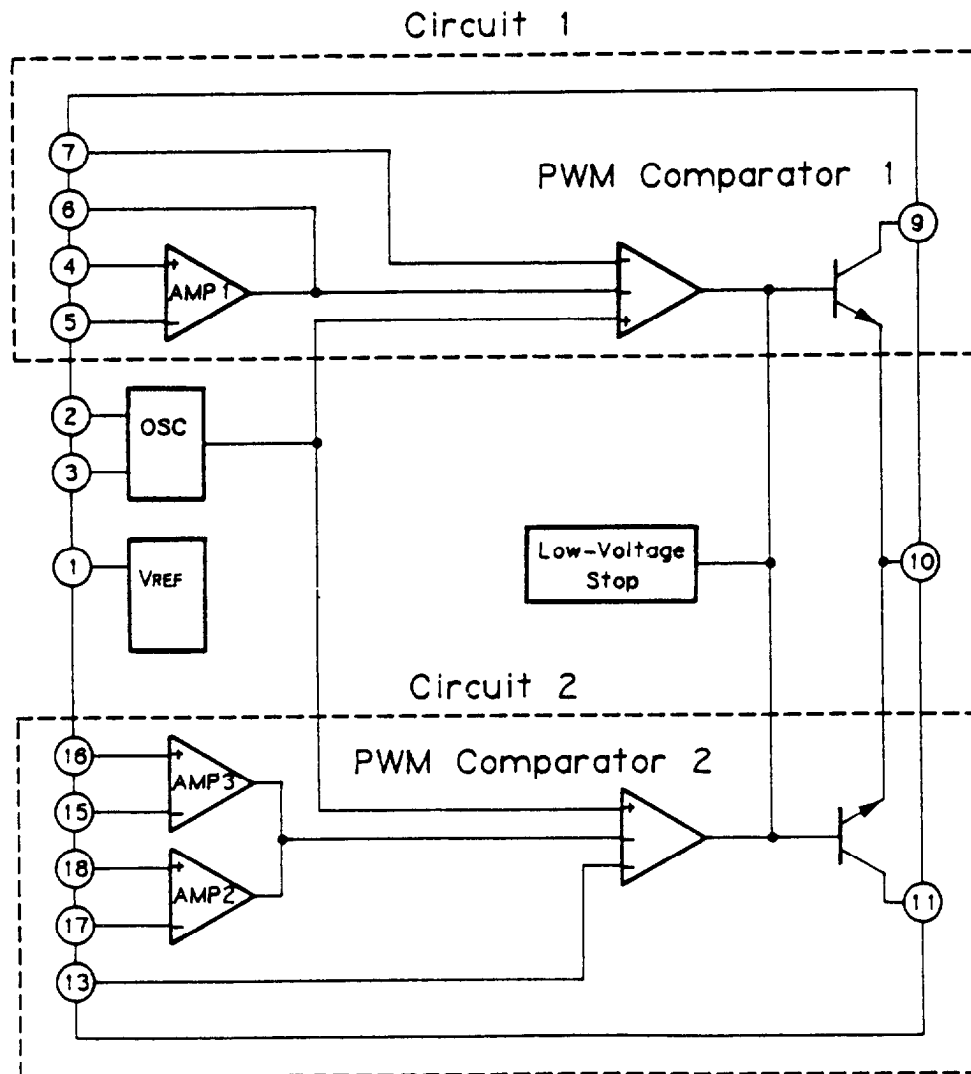 Circuit 1
7
PWM Comparator 1
6
9
4
+
AMP1
5
−
−
−
+
2
OSC
3
1
VREF
Low-Voltage
Stop
10
Circuit 2
16
+
AMP3
PWM Comparator 2
15
−
+
−
−
18
+
AMP2
17
−
11
13